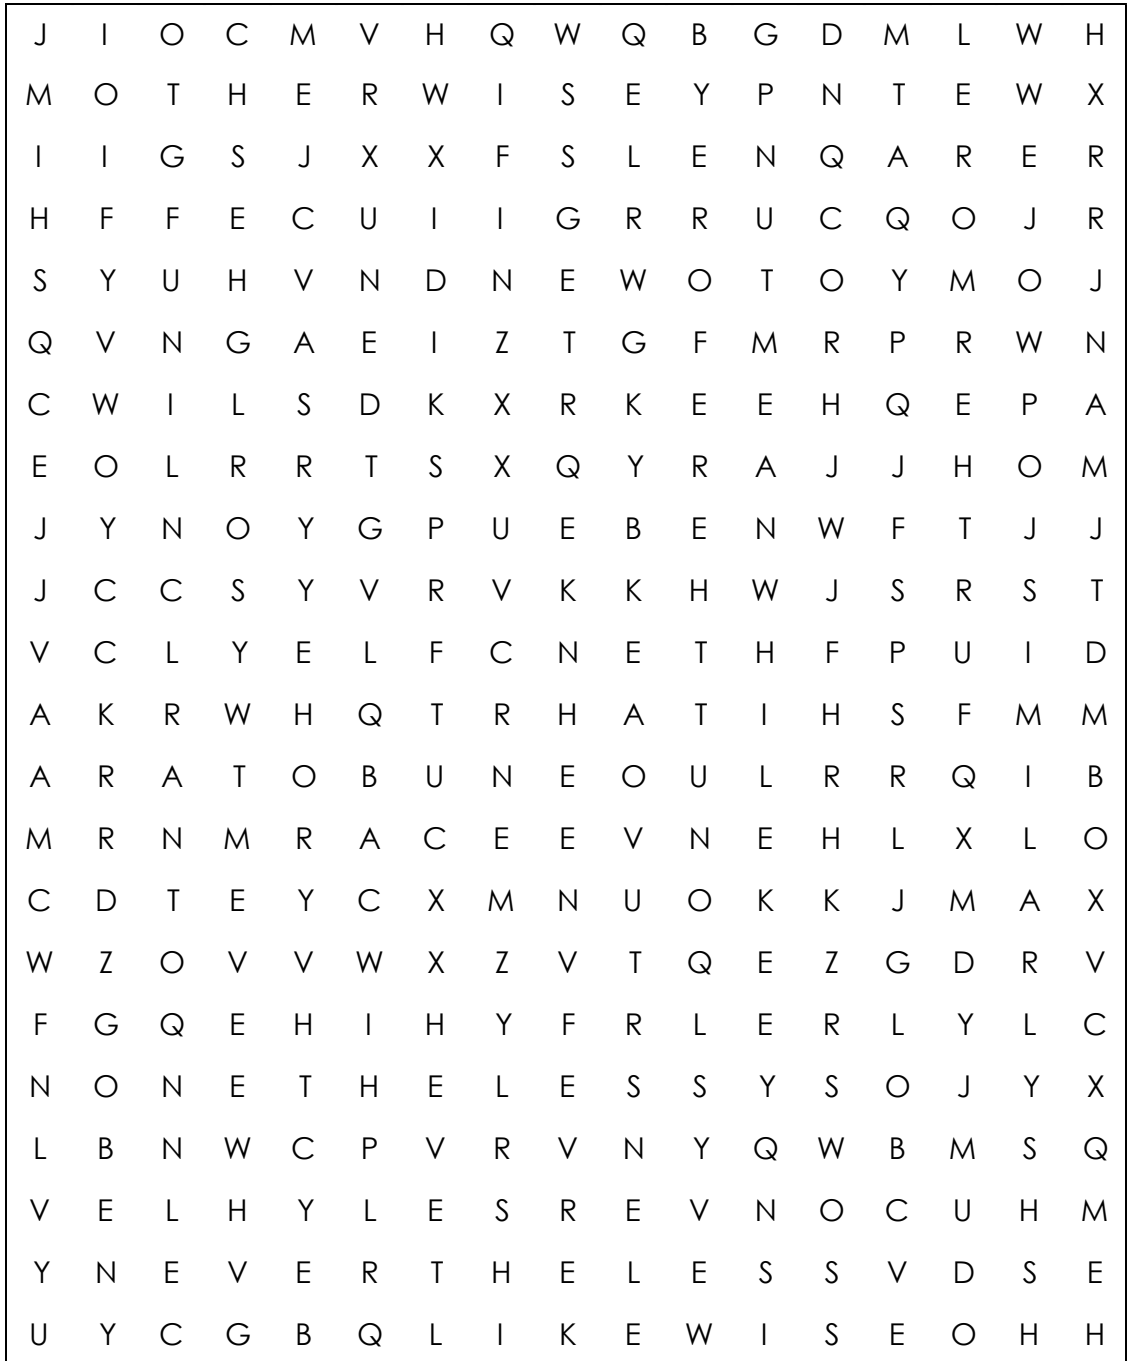 J I O C M V H Q W Q B G D M L W H
M O T H E R W I S E Y P N T E W X
I I G S J X X F S L E N Q A R E R
H F F E C U I I G R R U C Q O J R
S Y U H V N D N E W O T O Y M O J
Q V N G A E I Z T G F M R P R W N
C W I L S D K X R K E E H Q E P A
E O L R R T S X Q Y R A J J H O M
J Y N O Y G P U E B E N W F T J J
J C C S Y V R V K K H W J S R S T
V C L Y E L F C N E T H F P U I D
A K R W H Q T R H A T I H S F M M
A R A T O B U N E O U L R R Q I B
M R N M R A C E E V N E H L X L O
C D T E Y C X M N U O K K J M A X
W Z O V V W X Z V T Q E Z G D R V
F G Q E H I H Y F R L E R L Y L C
N O N E T H E L E S S Y S O J Y X
L B N W C P V R V N Y Q W B M S Q
V E L H Y L E S R E V N O C U H M
Y N E V E R T H E L E S S V D S E
U Y C G B Q L I K E W I S E O H H